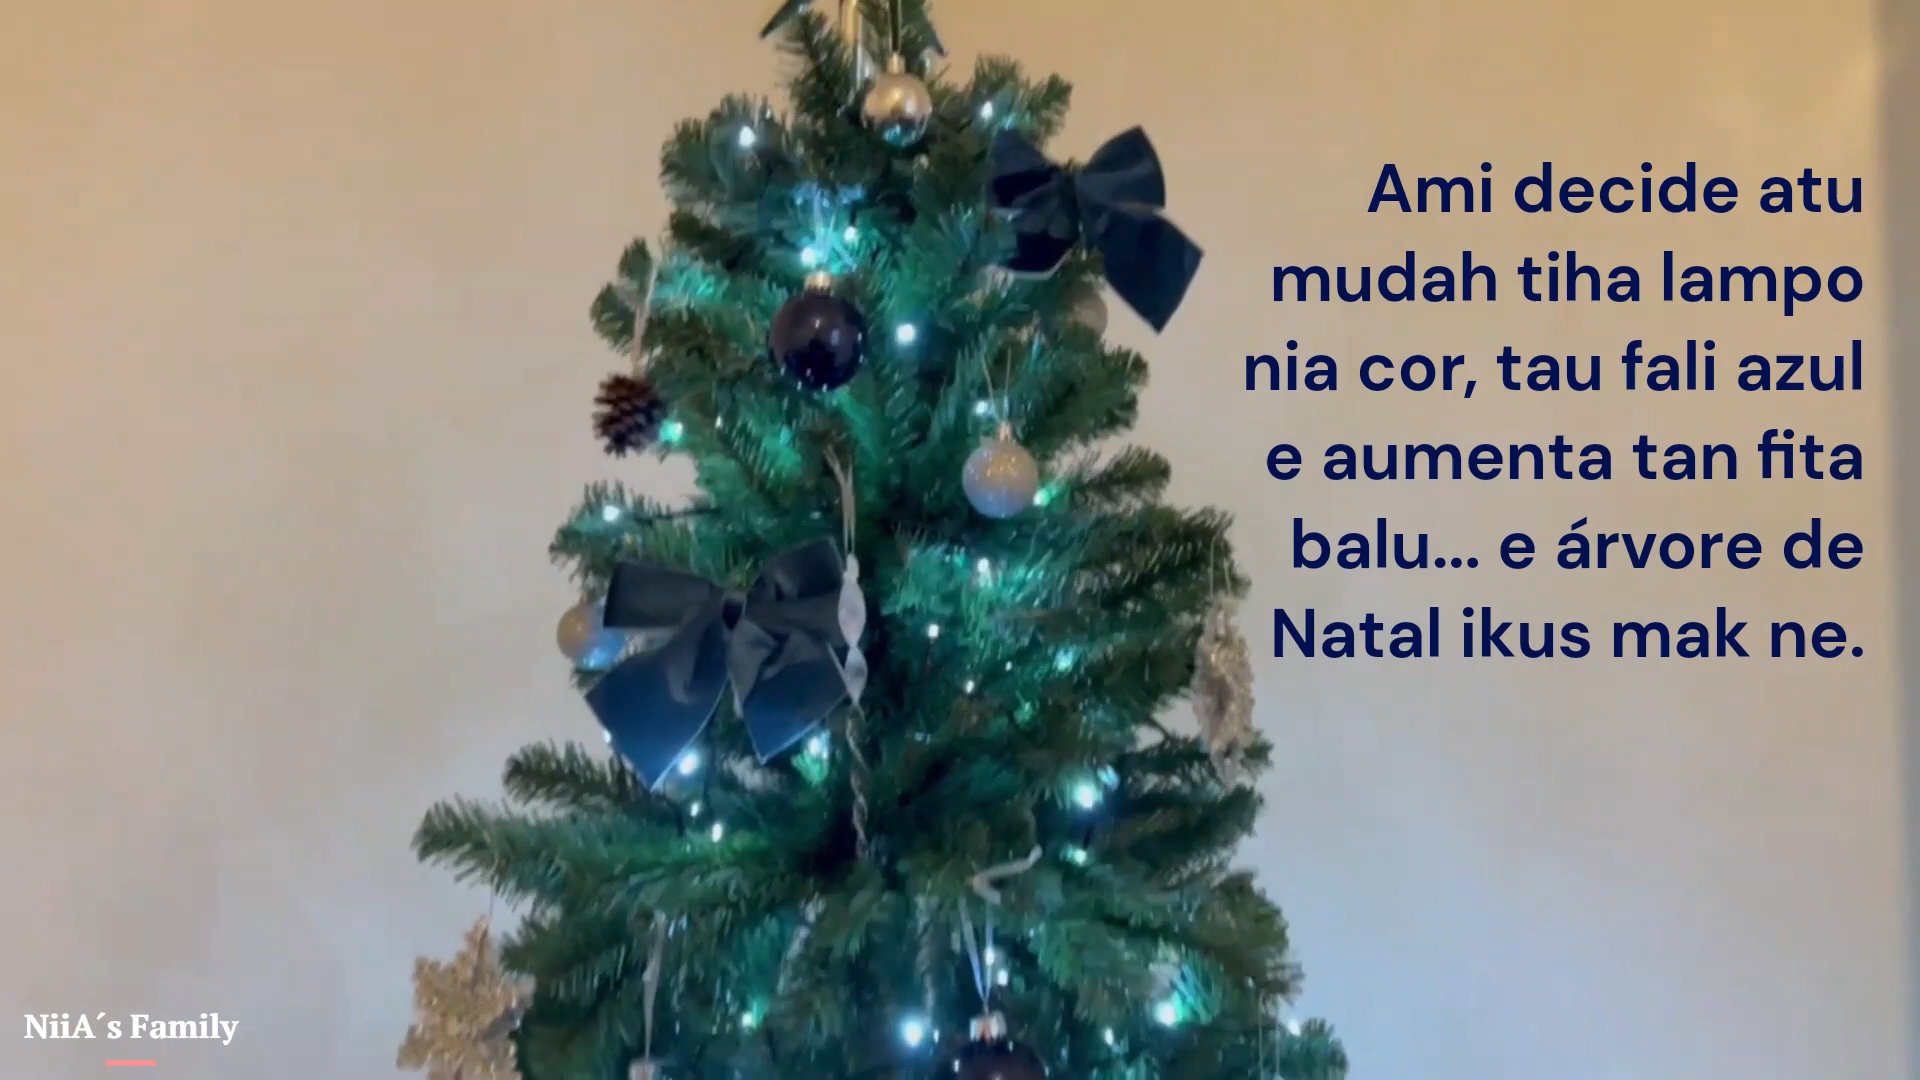 Ami decide atu
mudah tiha lampo
nia cor, tau fali azul
e aumenta tan fita
balu... e árvore de
Natal ikus mak ne.
NiiA´s Family